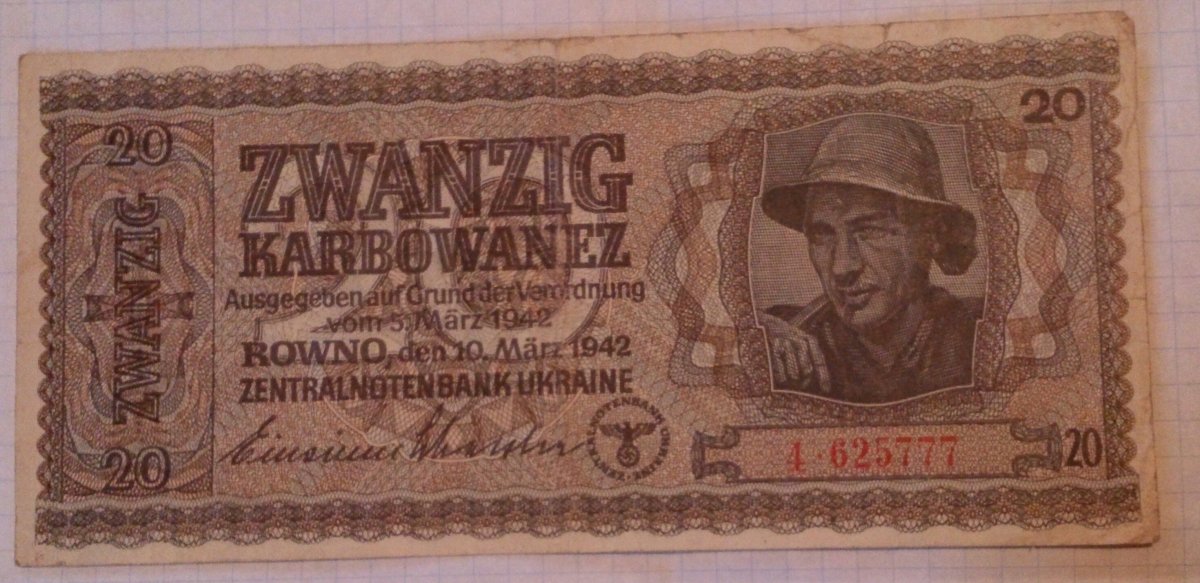 20
ZWANZIG
20
ZWANZIG
KARBOWANEZ
Ausgegeben auf Grund der Verordnung
vom 5. März 1942
ROWNO, den 10. März 1942
ZENTRALNOTENBANK UKRAINE
20
4·625777
20